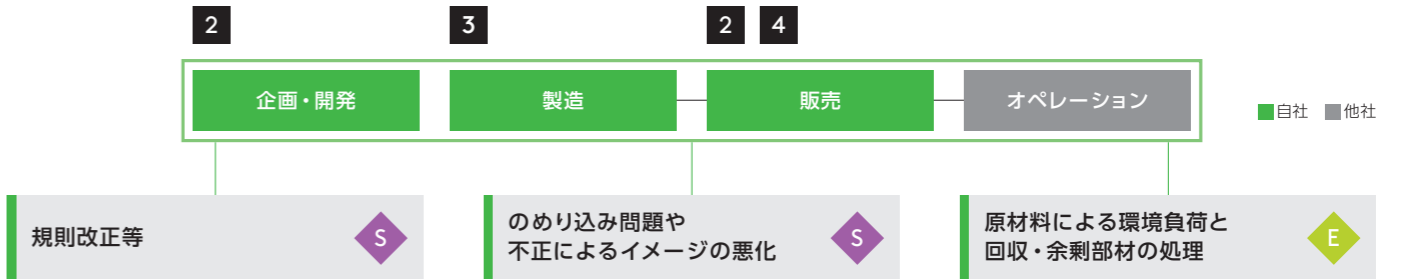 2
3
2 4
企画・開発
製造
販売
オペレーション
自社 他社
規則改正等
S
のめり込み問題や
不正によるイメージの悪化
S
原材料による環境負荷と
回収・余剰部材の処理
E